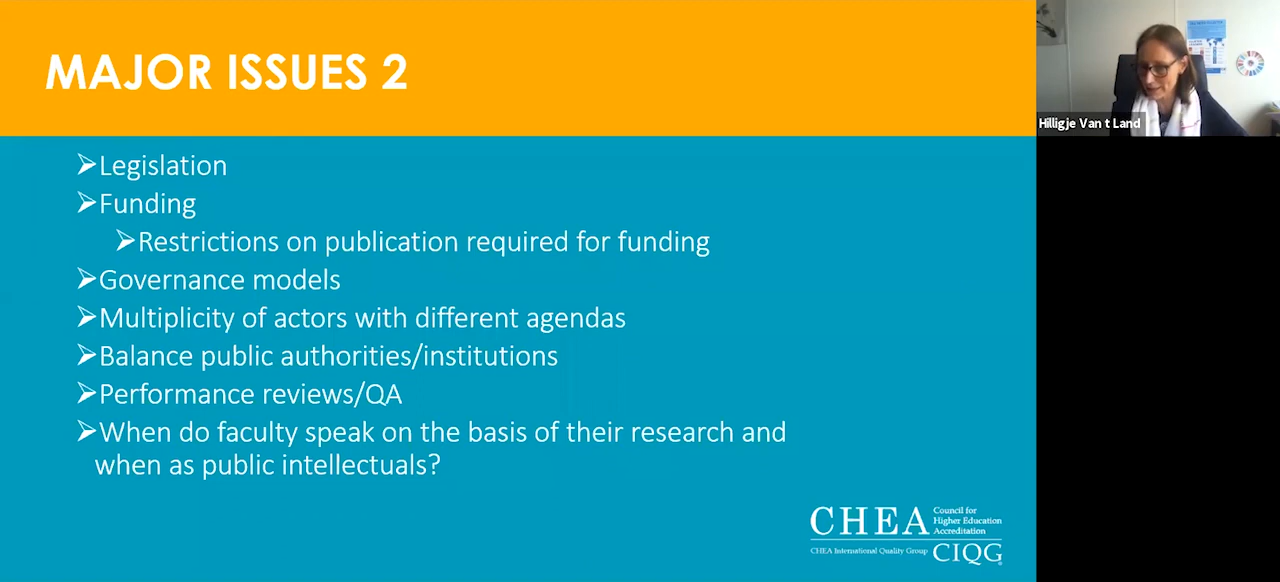 MAJOR ISSUES 2
➢Legislation
➢Funding
➢Restrictions on publication required for funding
➢Governance models
➢Multiplicity of actors with different agendas
➢Balance public authorities/institutions
➢Performance reviews/QA
➢When do faculty speak on the basis of their research and
when as public intellectuals?
CHEA
Council for
Higher Education
Accreditation
CHEA International Quality Group
CIQG
Hilligje Van t Land